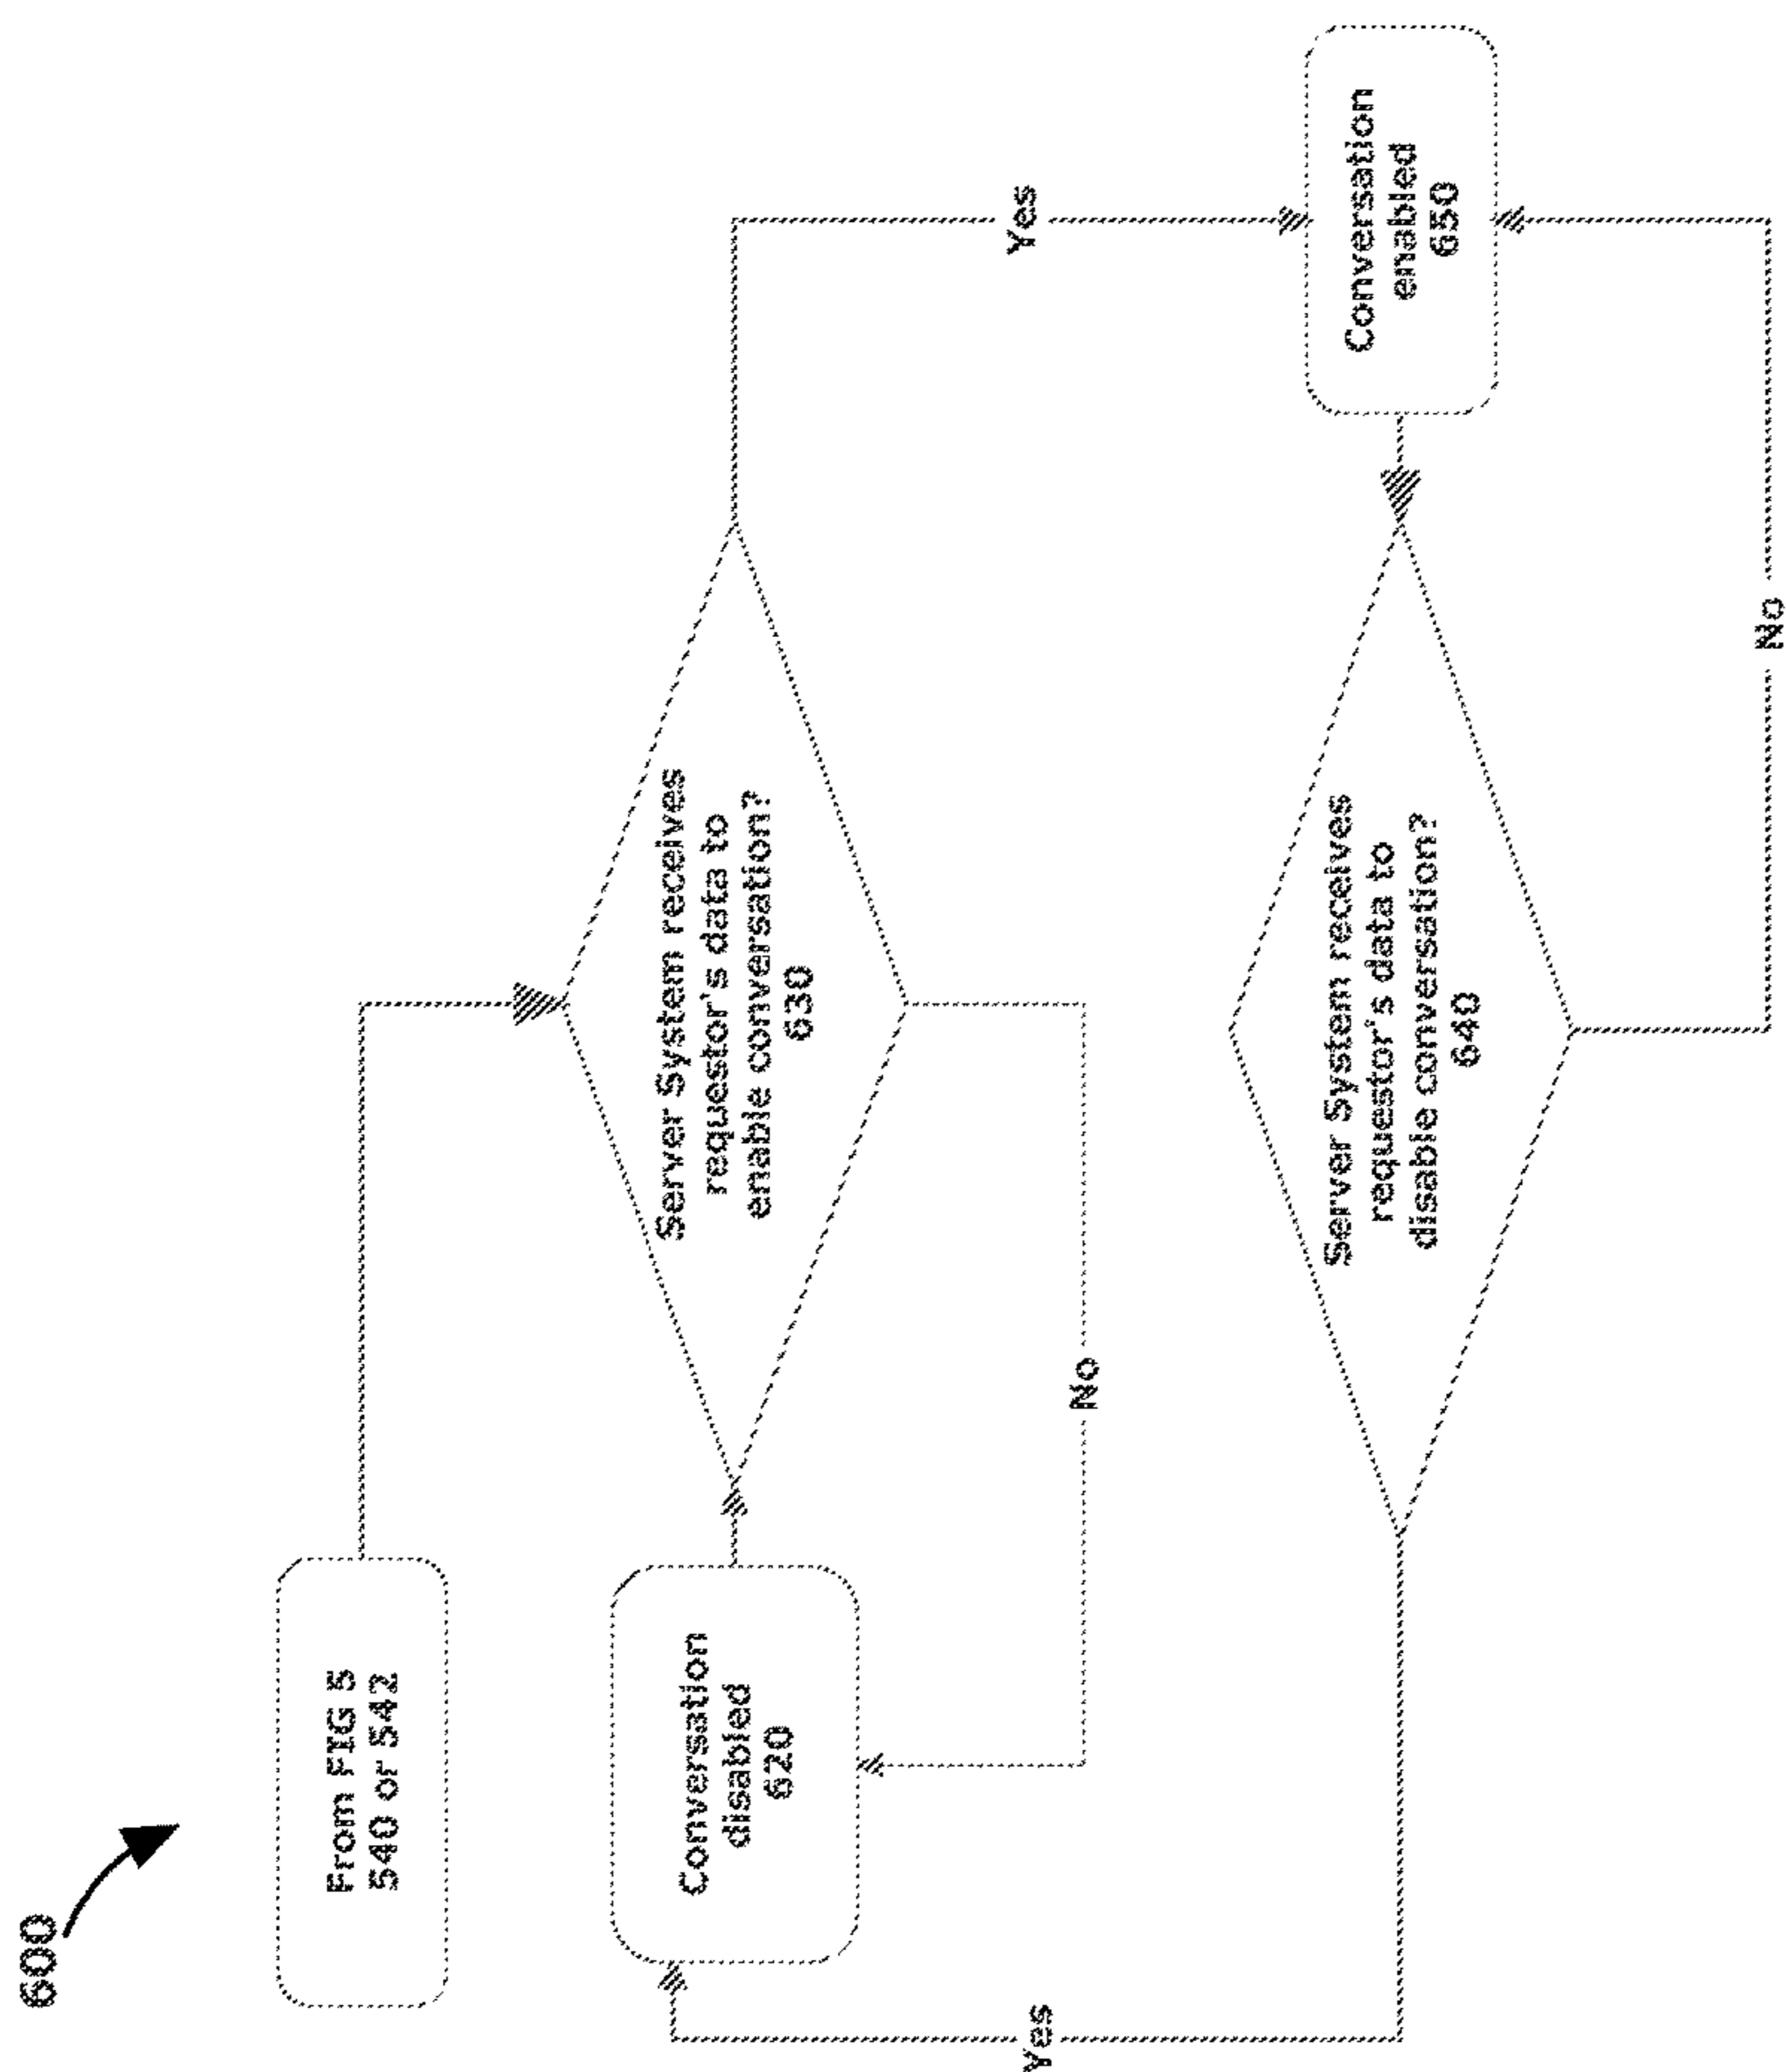 600
From FIG 5
540 or 542
Conversation
disabled
620
Server System receives
requestor's data to
enable conversation?
630
No
Yes
Server System receives
requestor's data to
disable conversation?
640
Conversation
enabled
650
Yes
No